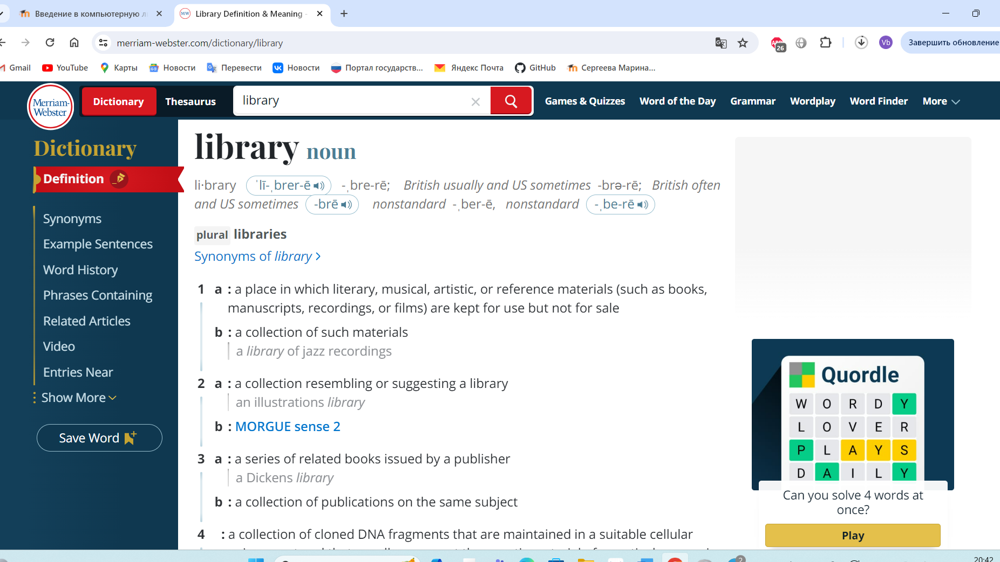 Введение в компьютерную л
Library Definition & Meaning -
merriam-webster.com/dictionary/library
26
Vb
Завершить обновление
Gmail
YouTube
Карты
Новости
Перевести
Новости
Портал государств...
Яндекс Почта
GitHub
Сергеева Марина...
Merriam-
Webster
Dictionary
Thesaurus
library
Games & Quizzes
Word of the Day
Grammar
Wordplay
Word Finder
More
Dictionary
Definition
Synonyms
Example Sentences
Word History
Phrases Containing
Related Articles
Video
Entries Near
Show More
Save Word
library noun
li·brary ˈlī-ˌbrer-ē -ˌbre-rē; British usually and US sometimes -brə-rē; British often
and US sometimes -brē nonstandard -ˌber-ē, nonstandard -ˌbe-rē
plural libraries
Synonyms of library
1 a : a place in which literary, musical, artistic, or reference materials (such as books,
manuscripts, recordings, or films) are kept for use but not for sale
b : a collection of such materials
a library of jazz recordings
2 a : a collection resembling or suggesting a library
an illustrations library
b : MORGUE sense 2
3 a : a series of related books issued by a publisher
a Dickens library
b : a collection of publications on the same subject
4 : a collection of cloned DNA fragments that are maintained in a suitable cellular
Quordle
W O R D Y
L O V E R
P L A Y S
D A I L Y
Can you solve 4 words at
once?
Play
2
20:42